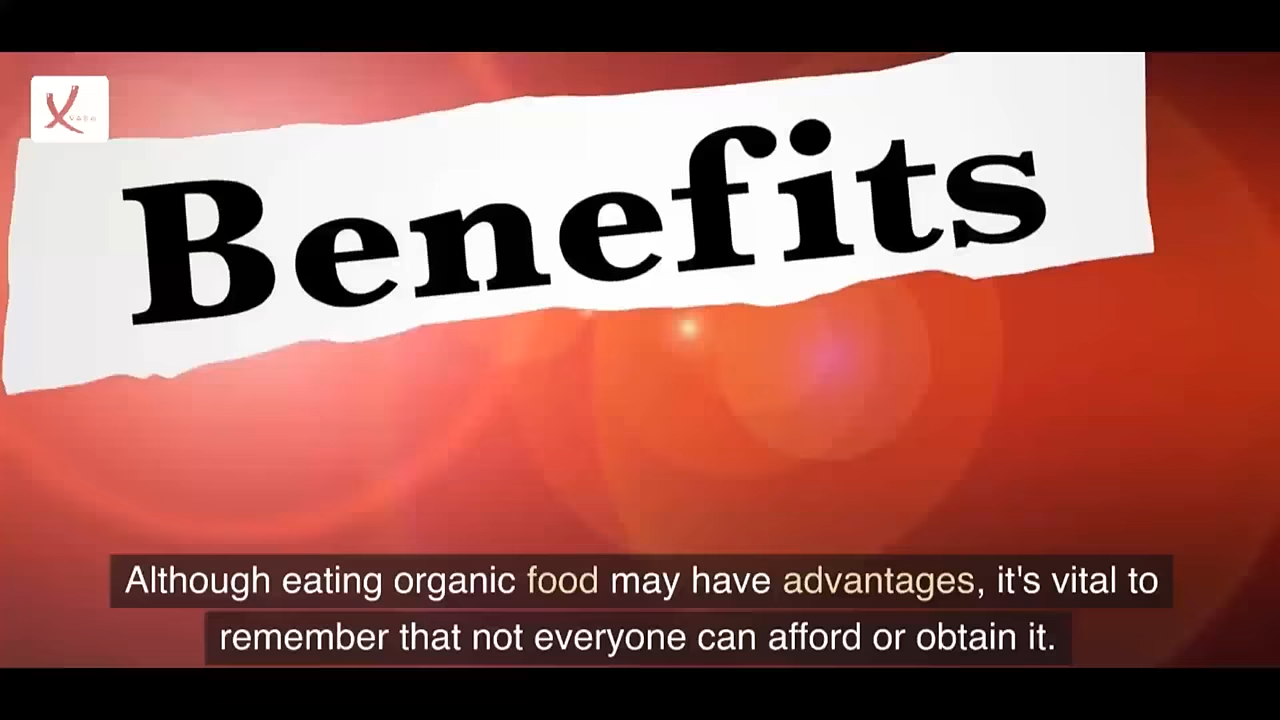 Benefits
Although eating organic food may have advantages, it's vital to
remember that not everyone can afford or obtain it.